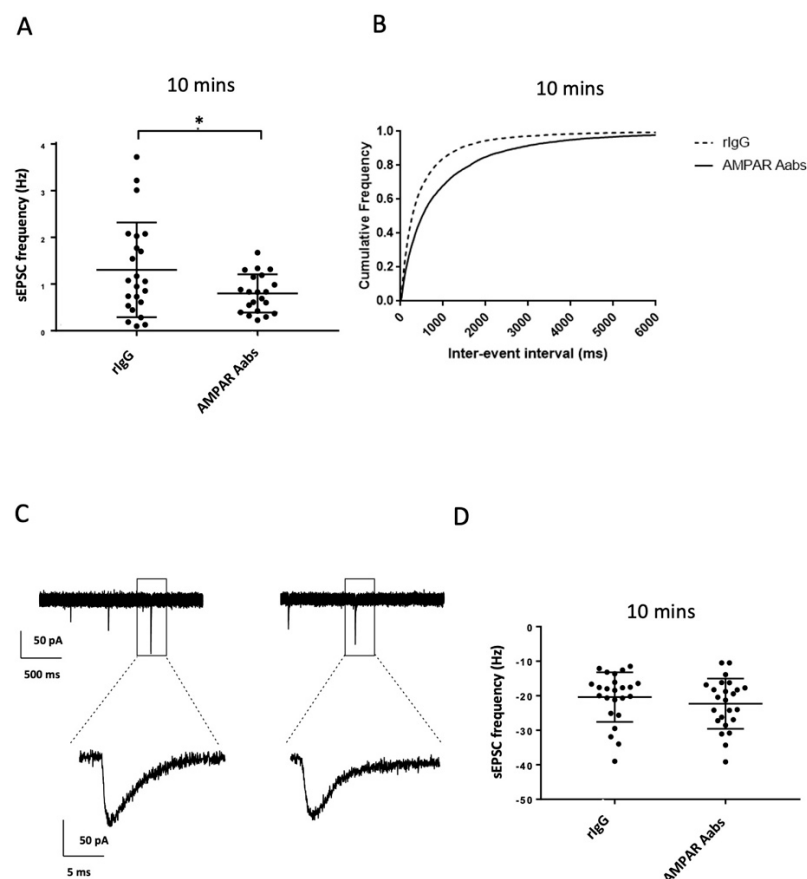 A
10 mins
*
sEPSC frequency (Hz)
4
3
2
1
0
rIgG
AMPAR Aabs
B
10 mins
Cumulative Frequency
1.0
0.8
0.6
0.4
0.2
0.0
0
1000
2000
3000
4000
5000
6000
Inter-event interval (ms)
rIgG
AMPAR Aabs
C
50 pA
500 ms
50 pA
5 ms
D
10 mins
sEPSC frequency (Hz)
0
-10
-20
-30
-40
-50
rIgG
AMPAR Aabs